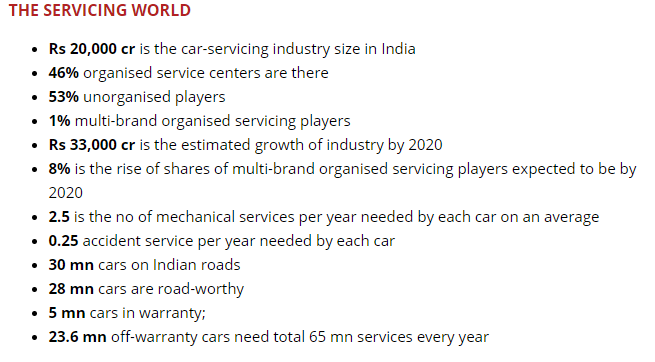 THE SERVICING WORLD
• Rs 20,000 cr is the car-servicing industry size in India
• 46% organised service centers are there
• 53% unorganised players
• 1% multi-brand organised servicing players
• Rs 33,000 cr is the estimated growth of industry by 2020
• 8% is the rise of shares of multi-brand organised servicing players expected to be by
2020
• 2.5 is the no of mechanical services per year needed by each car on an average
• 0.25 accident service per year needed by each car
• 30 mn cars on Indian roads
• 28 mn cars are road-worthy
• 5 mn cars in warranty;
• 23.6 mn off-warranty cars need total 65 mn services every year